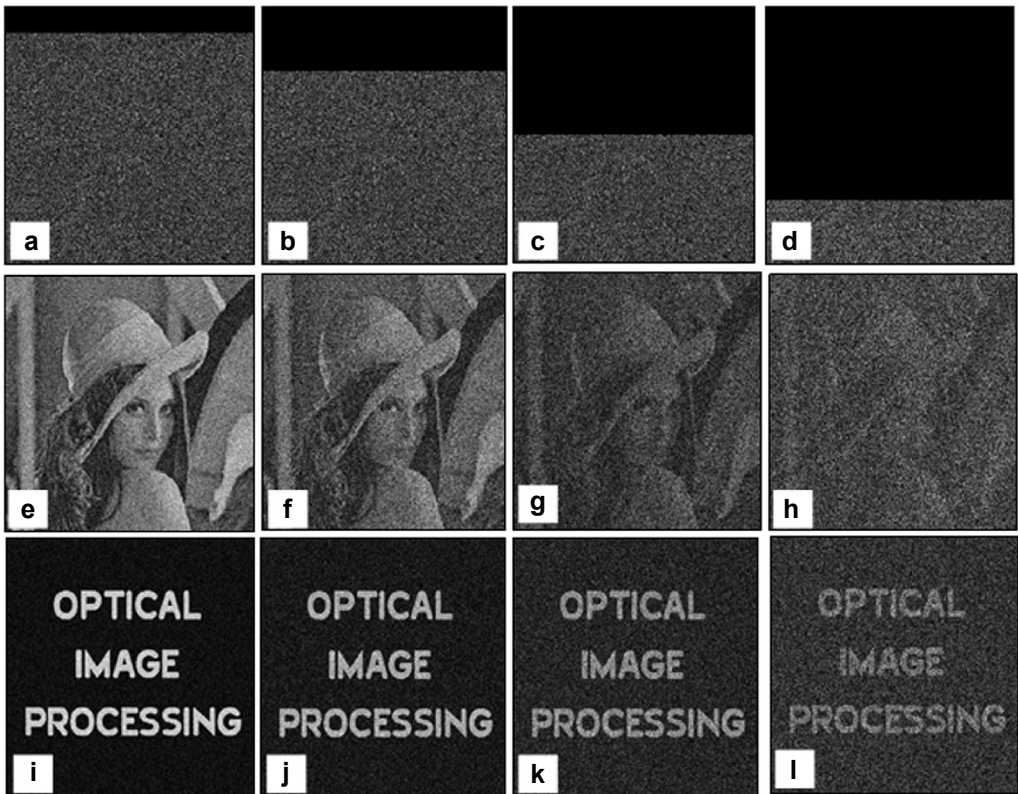 a
b
c
d
e
f
g
h
OPTICAL
IMAGE
PROCESSING
i
OPTICAL
IMAGE
PROCESSING
j
OPTICAL
IMAGE
PROCESSING
k
OPTICAL
IMAGE
PROCESSING
l